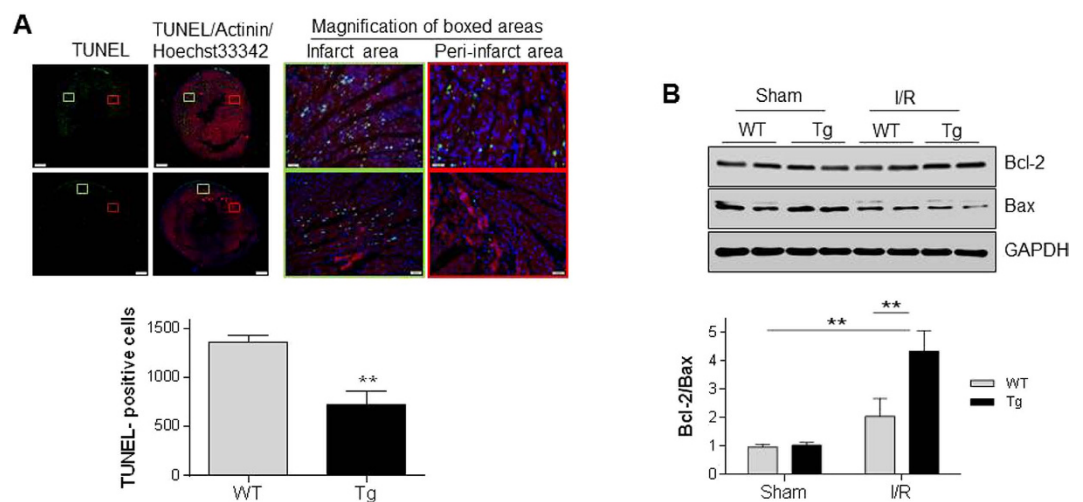 A
TUNEL
TUNEL/Actinin/
Hoechst33342
Magnification of boxed areas
Infarct area
Peri-infarct area
1500
1000
500
0
TUNEL- positive cells
WT
Tg
**
B
Sham
I/R
WT
Tg
WT
Tg
Bcl-2
Bax
GAPDH
**
**
5
4
3
2
1
0
Bcl-2/Bax
Sham
I/R
WT
Tg